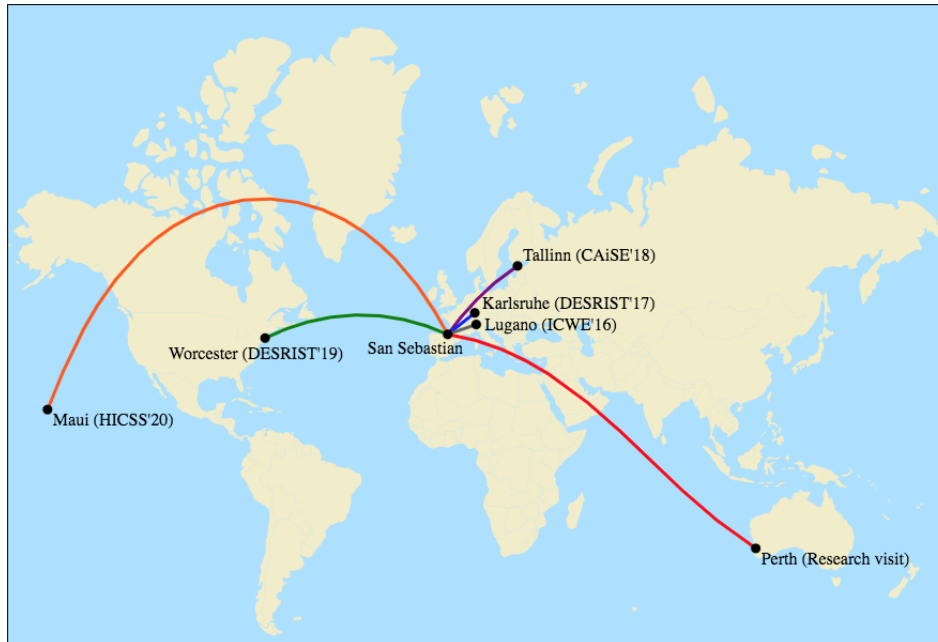 Tallinn (CAiSE'18)
Karlsruhe (DESRIST'17)
Lugano (ICWE'16)
San Sebastian
Worcester (DESRIST'19)
Maui (HICSS'20)
Perth (Research visit)